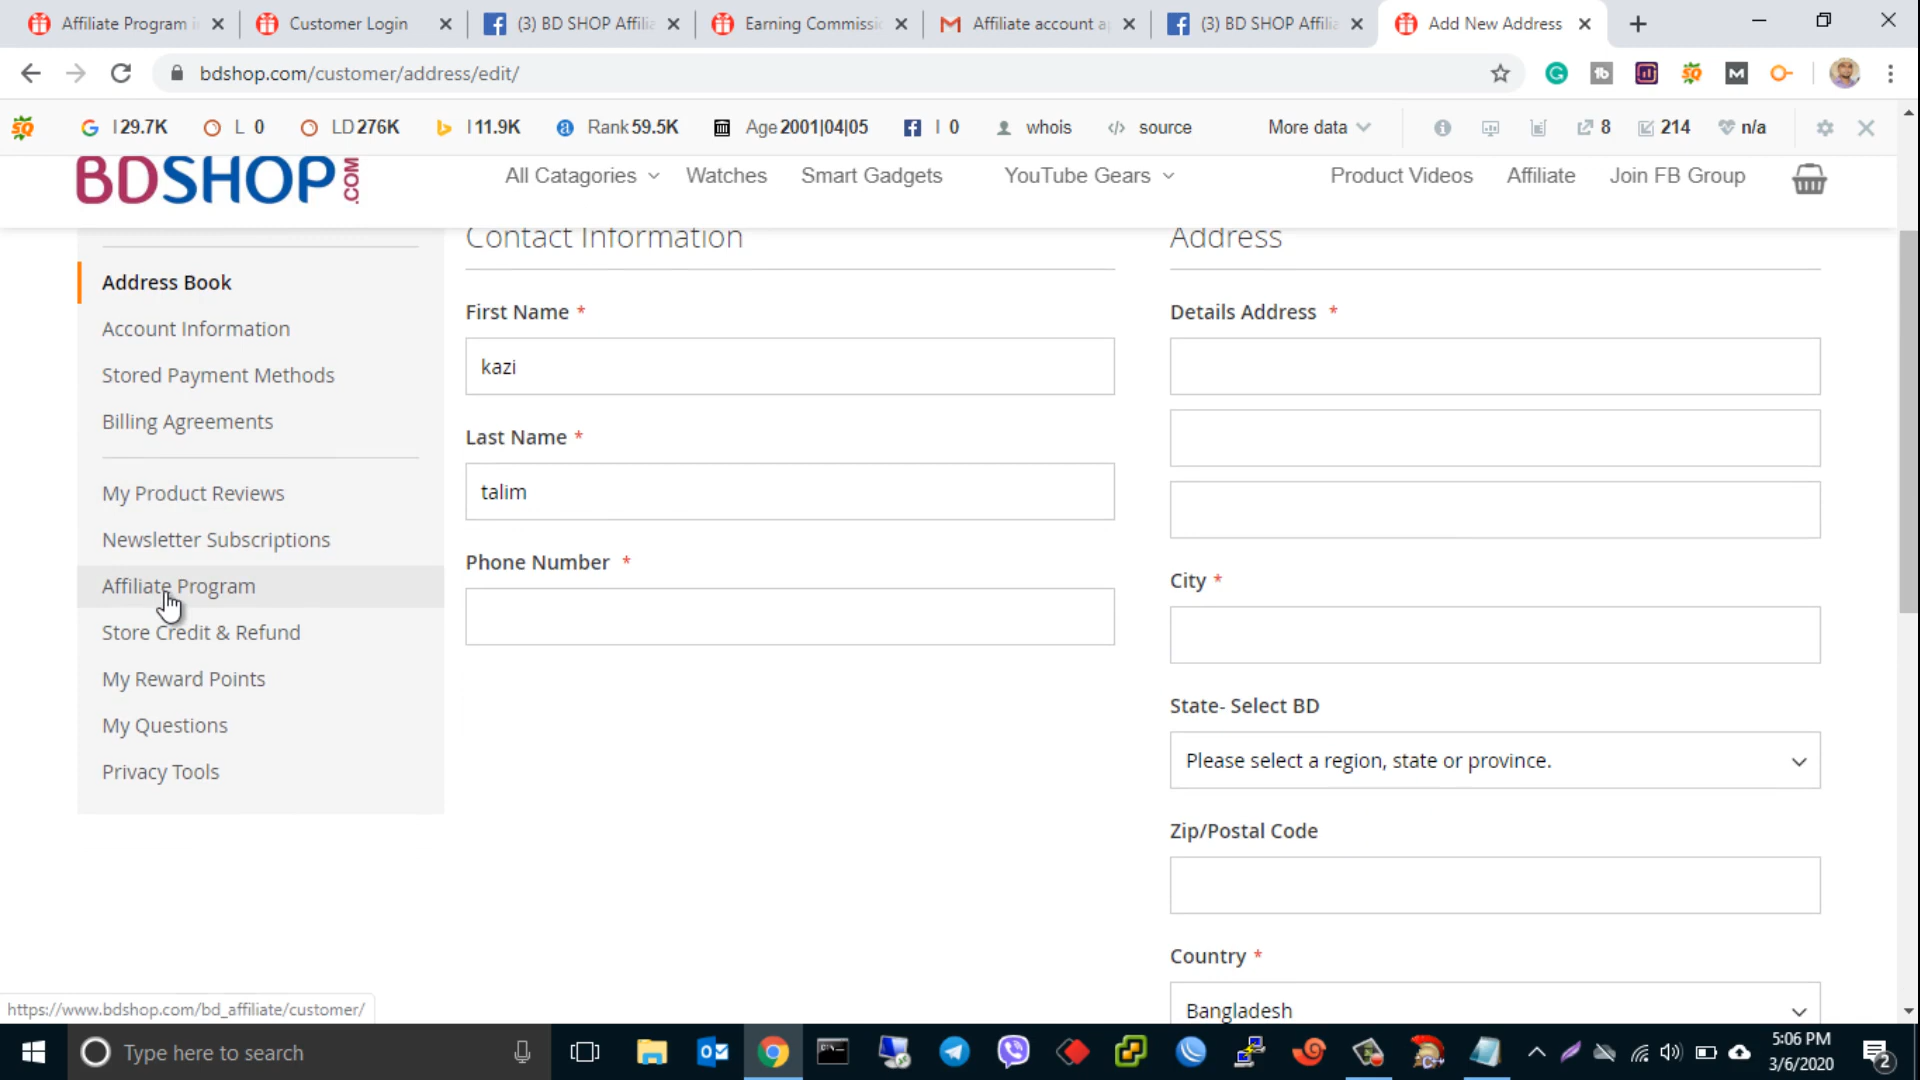 Affiliate Program i
Customer Login
(3) BD SHOP Affilia
Earning Commissi
Affiliate account a
(3) BD SHOP Affilia
Add New Address
bdshop.com/customer/address/edit/
I 29.7K
L 0
LD 276K
I 11.9K
Rank 59.5K
Age 2001|04|05
I 0
whois
source
More data
8
214
n/a
BDSHOP.COM
All Catagories
Watches
Smart Gadgets
YouTube Gears
Product Videos
Affiliate
Join FB Group
Address Book
Account Information
Stored Payment Methods
Billing Agreements
My Product Reviews
Newsletter Subscriptions
Affiliate Program
Store Credit & Refund
My Reward Points
My Questions
Privacy Tools
Contact Information
First Name *
kazi
Last Name *
talim
Phone Number *
Address
Details Address *
City *
State- Select BD
Please select a region, state or province.
Zip/Postal Code
Country *
Bangladesh
https://www.bdshop.com/bd_affiliate/customer/
Type here to search
5:06 PM
3/6/2020
2